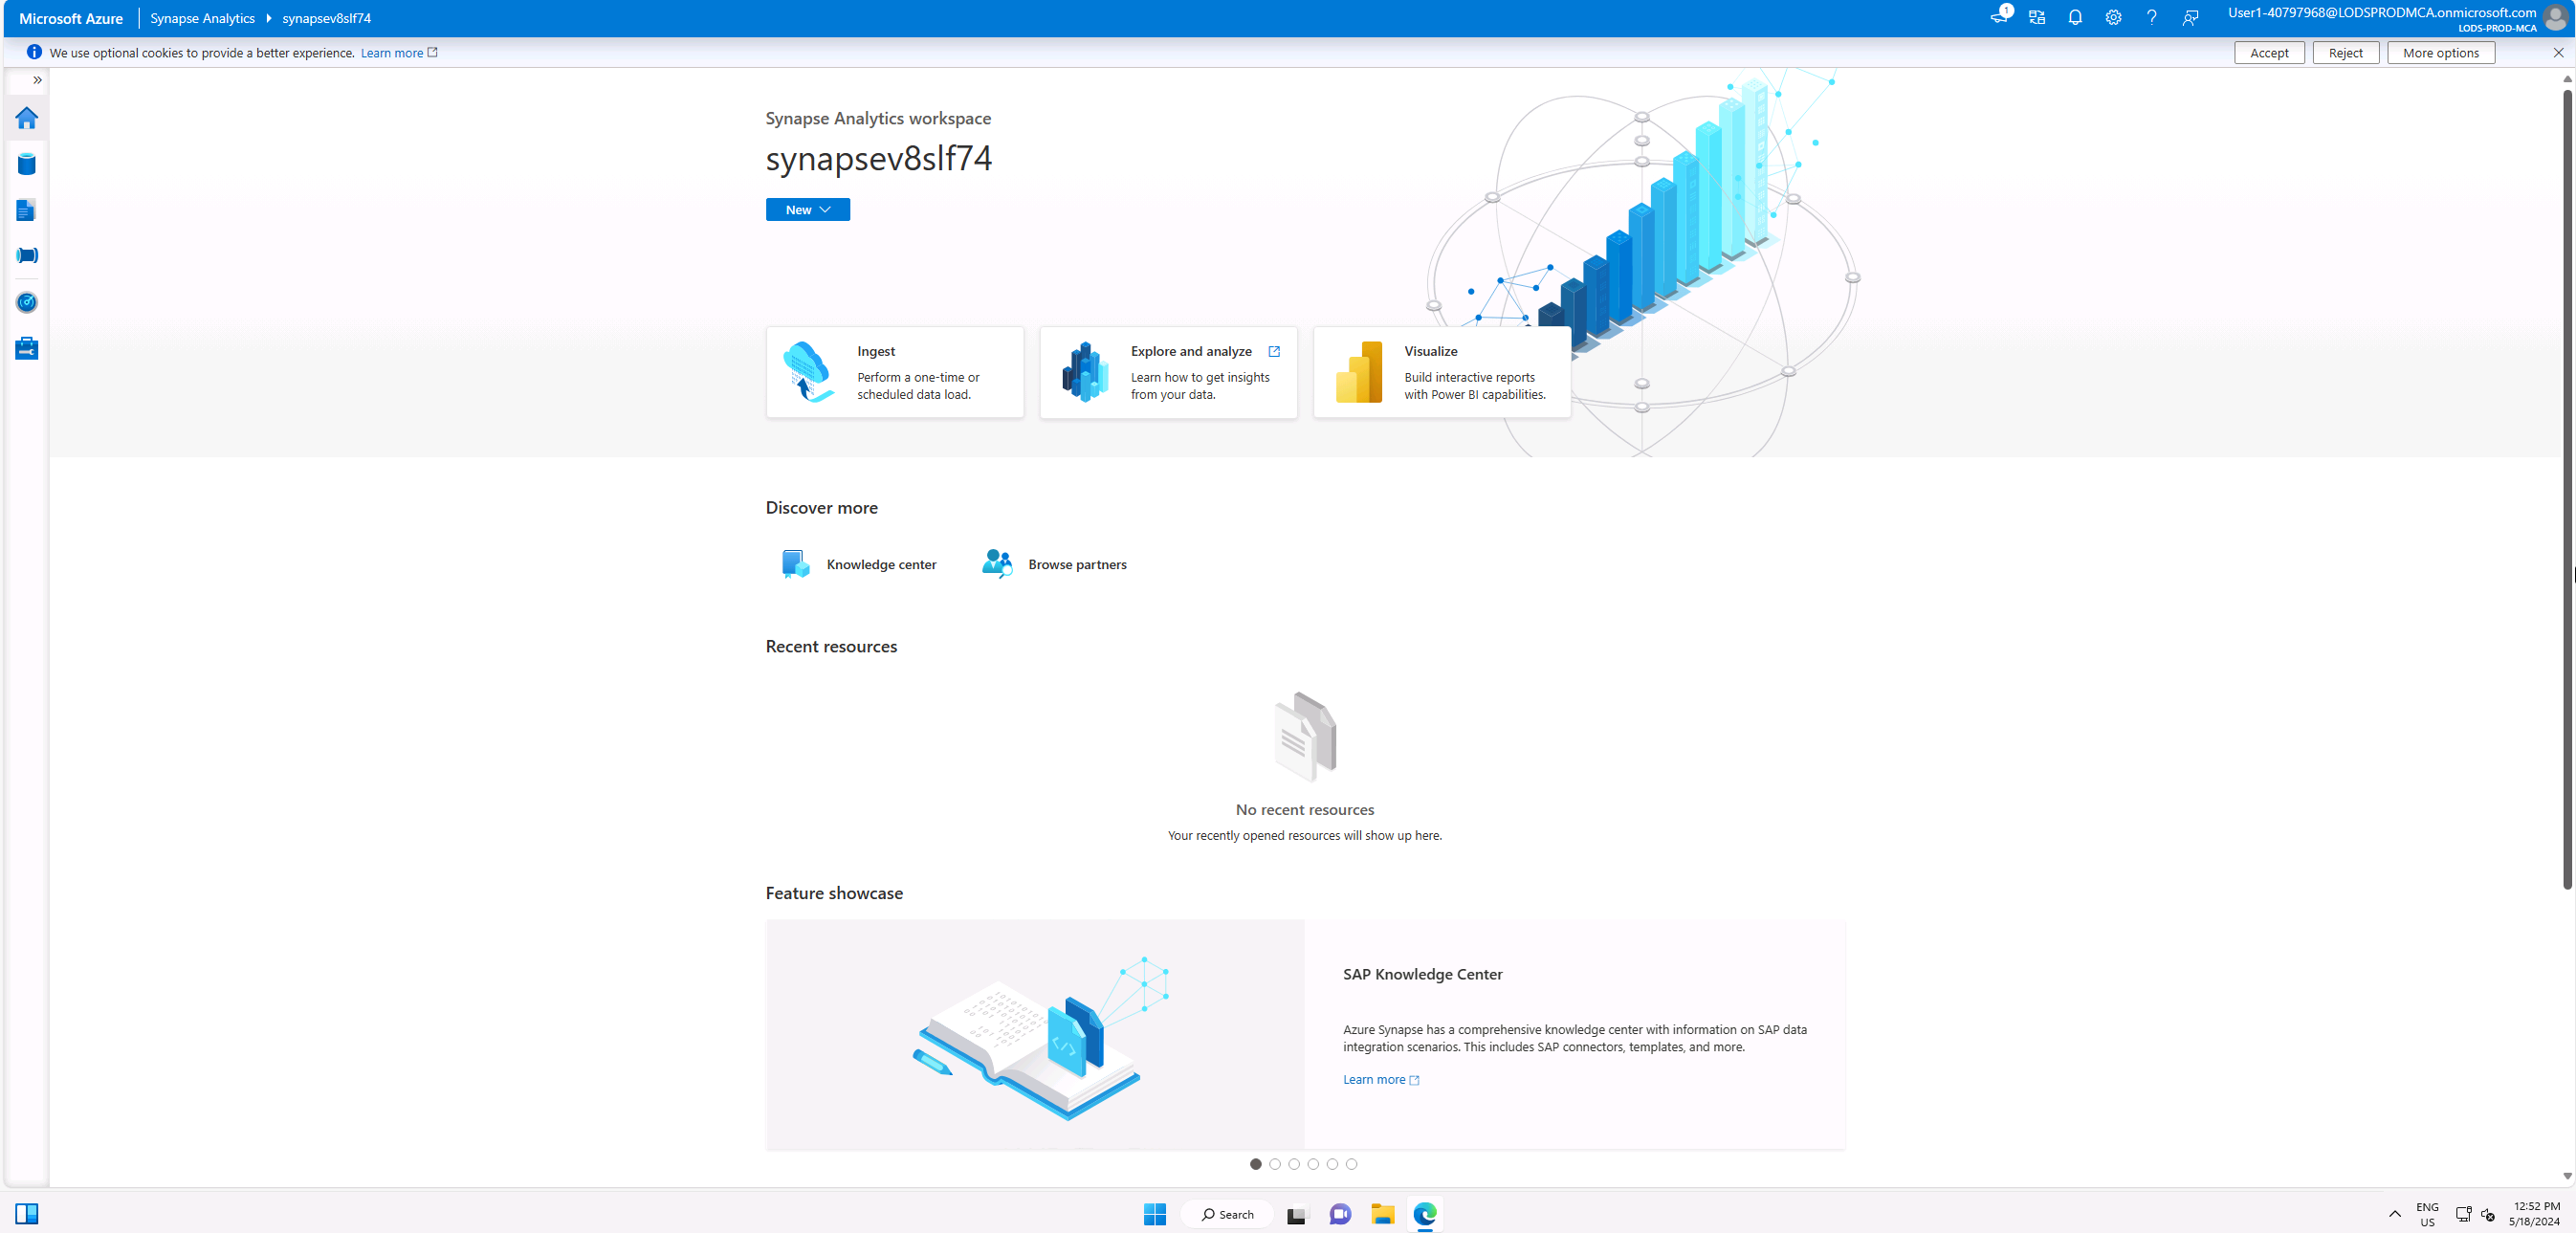 Microsoft Azure
Synapse Analytics
synapsev8slf74
1
User1-40797968@LODSPRODMCA.onmicrosoft.com
LODS-PROD-MCA
We use optional cookies to provide a better experience. Learn more
Accept
Reject
More options
Synapse Analytics workspace
synapsev8slf74
New
Ingest
Perform a one-time or
scheduled data load.
Explore and analyze
Learn how to get insights
from your data.
Visualize
Build interactive reports
with Power BI capabilities.
Discover more
Knowledge center
Browse partners
Recent resources
No recent resources
Your recently opened resources will show up here.
Feature showcase
SAP Knowledge Center
Azure Synapse has a comprehensive knowledge center with information on SAP data
integration scenarios. This includes SAP connectors, templates, and more.
Learn more
Search
ENG
US
12:52 PM
5/18/2024